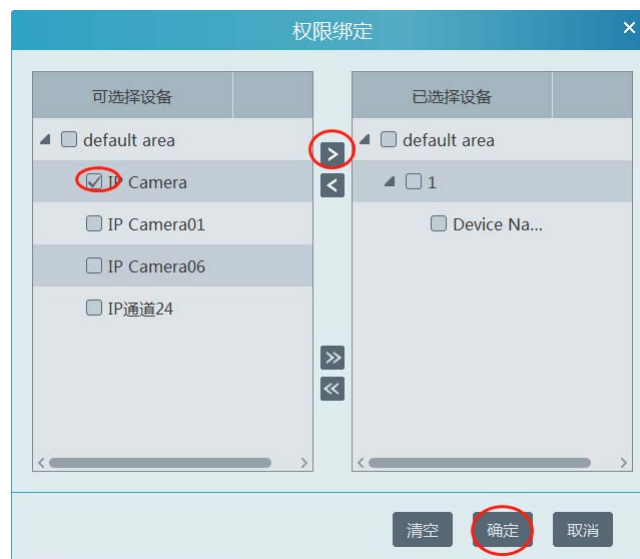 权限绑定
可选择设备
default area
IP Camera
IP Camera01
IP Camera06
IP通道24
已选择设备
default area
1
Device Na...
清空 确定 取消